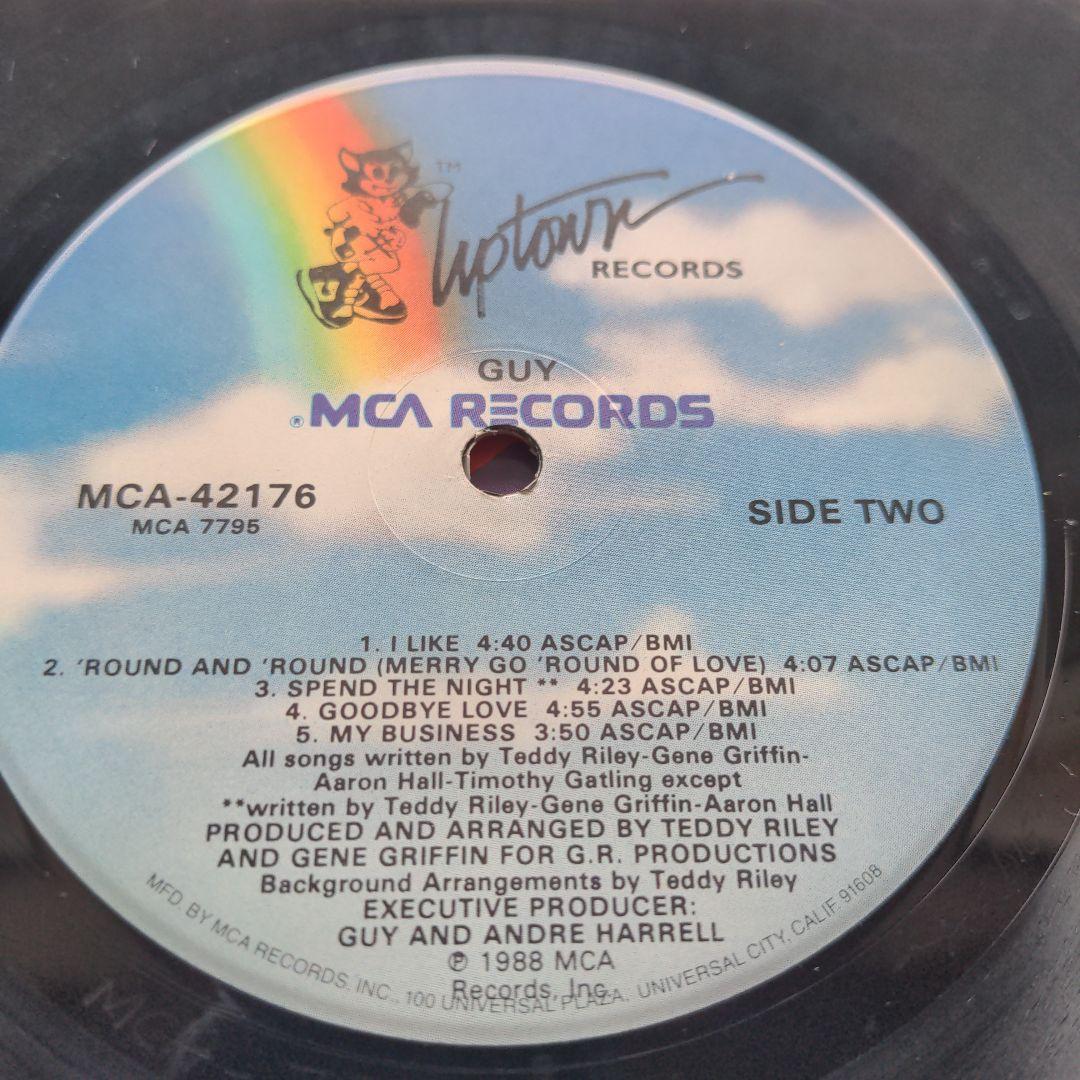 TM
Uptown
RECORDS
GUY
® MCA RECORDS
MCA-42176
MCA 7795
SIDE TWO
1. I LIKE 4:40 ASCAP/BMI
2. 'ROUND AND 'ROUND (MERRY GO 'ROUND OF LOVE) 4:07 ASCAP/BMI
3. SPEND THE NIGHT ** 4:23 ASCAP/BMI
4. GOODBYE LOVE 4:55 ASCAP/BMI
5. MY BUSINESS 3:50 ASCAP/BMI
All songs written by Teddy Riley-Gene Griffin-
Aaron Hall-Timothy Gatling except
**written by Teddy Riley-Gene Griffin-Aaron Hall
PRODUCED AND ARRANGED BY TEDDY RILEY
AND GENE GRIFFIN FOR G.R. PRODUCTIONS
Background Arrangements by Teddy Riley
EXECUTIVE PRODUCER:
GUY AND ANDRE HARRELL
℗ 1988 MCA
Records, Inc.
MFD. BY MCA RECORDS, INC., 100 UNIVERSAL PLAZA, UNIVERSAL CITY, CALIF. 91608